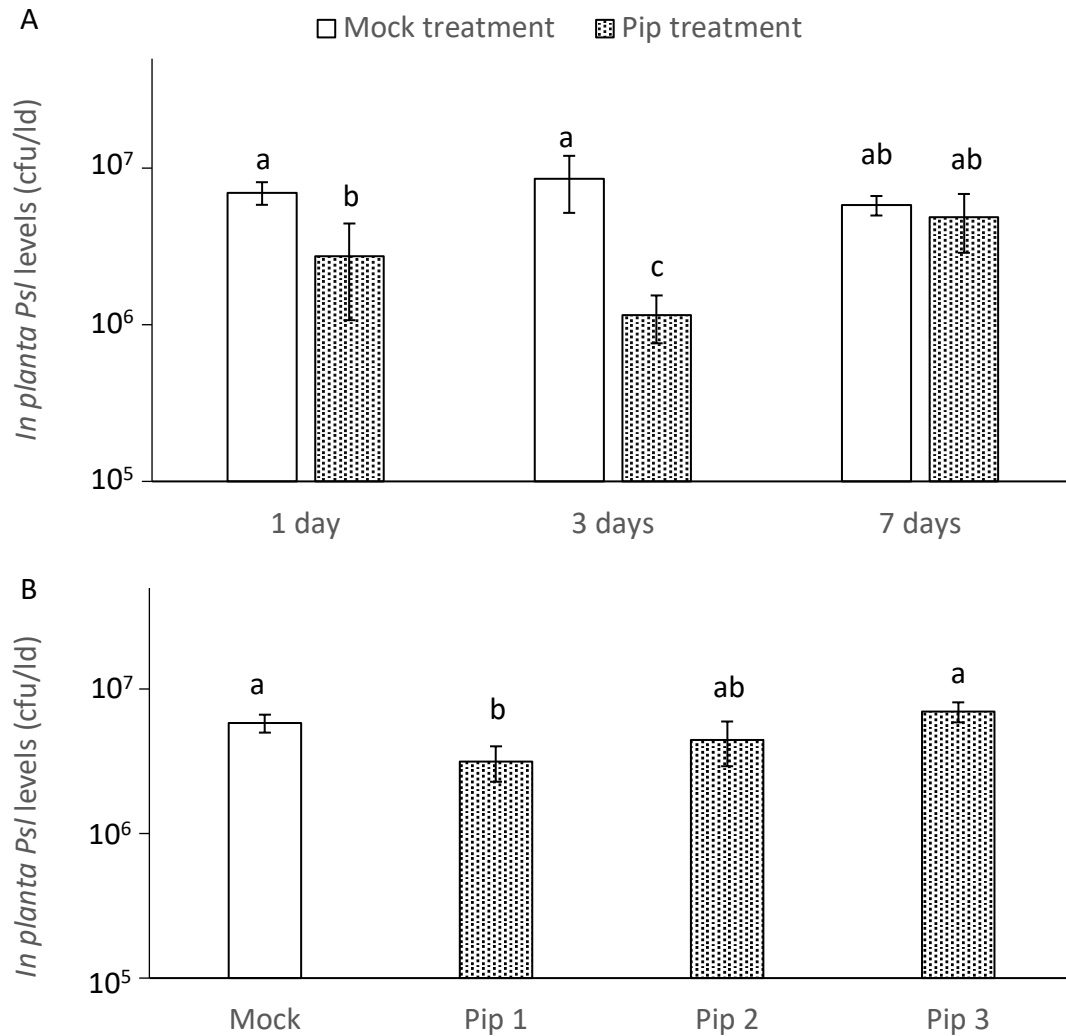 A
Mock treatment Pip treatment
In planta Psl levels (cfu/ld)
10⁷
10⁶
10⁵
a b a c ab ab
1 day 3 days 7 days
B
In planta Psl levels (cfu/ld)
10⁷
10⁶
10⁵
a b ab a
Mock Pip 1 Pip 2 Pip 3